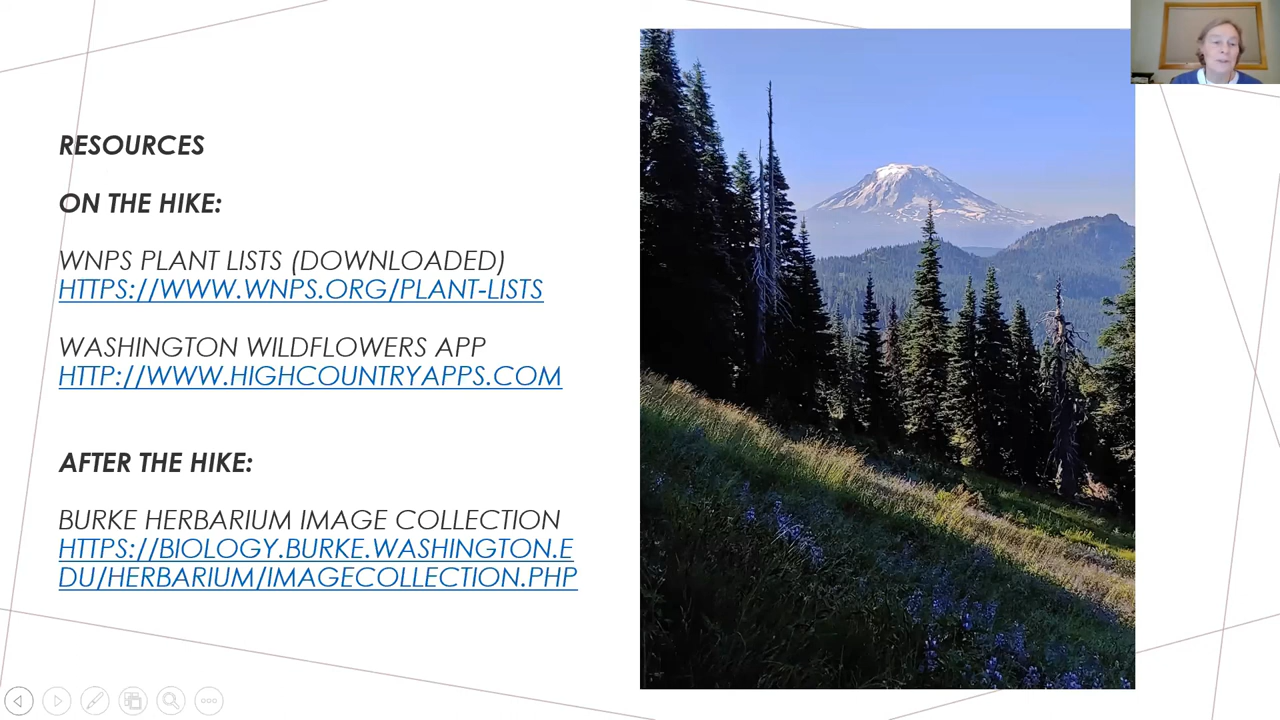 RESOURCES
ON THE HIKE:
WNPS PLANT LISTS (DOWNLOADED)
HTTPS://WWW.WNPS.ORG/PLANT-LISTS
WASHINGTON WILDFLOWERS APP
HTTP://WWW.HIGHCOUNTRYAPPS.COM
AFTER THE HIKE:
BURKE HERBARIUM IMAGE COLLECTION
HTTPS://BIOLOGY.BURKE.WASHINGTON.E
DU/HERBARIUM/IMAGECOLLECTION.PHP